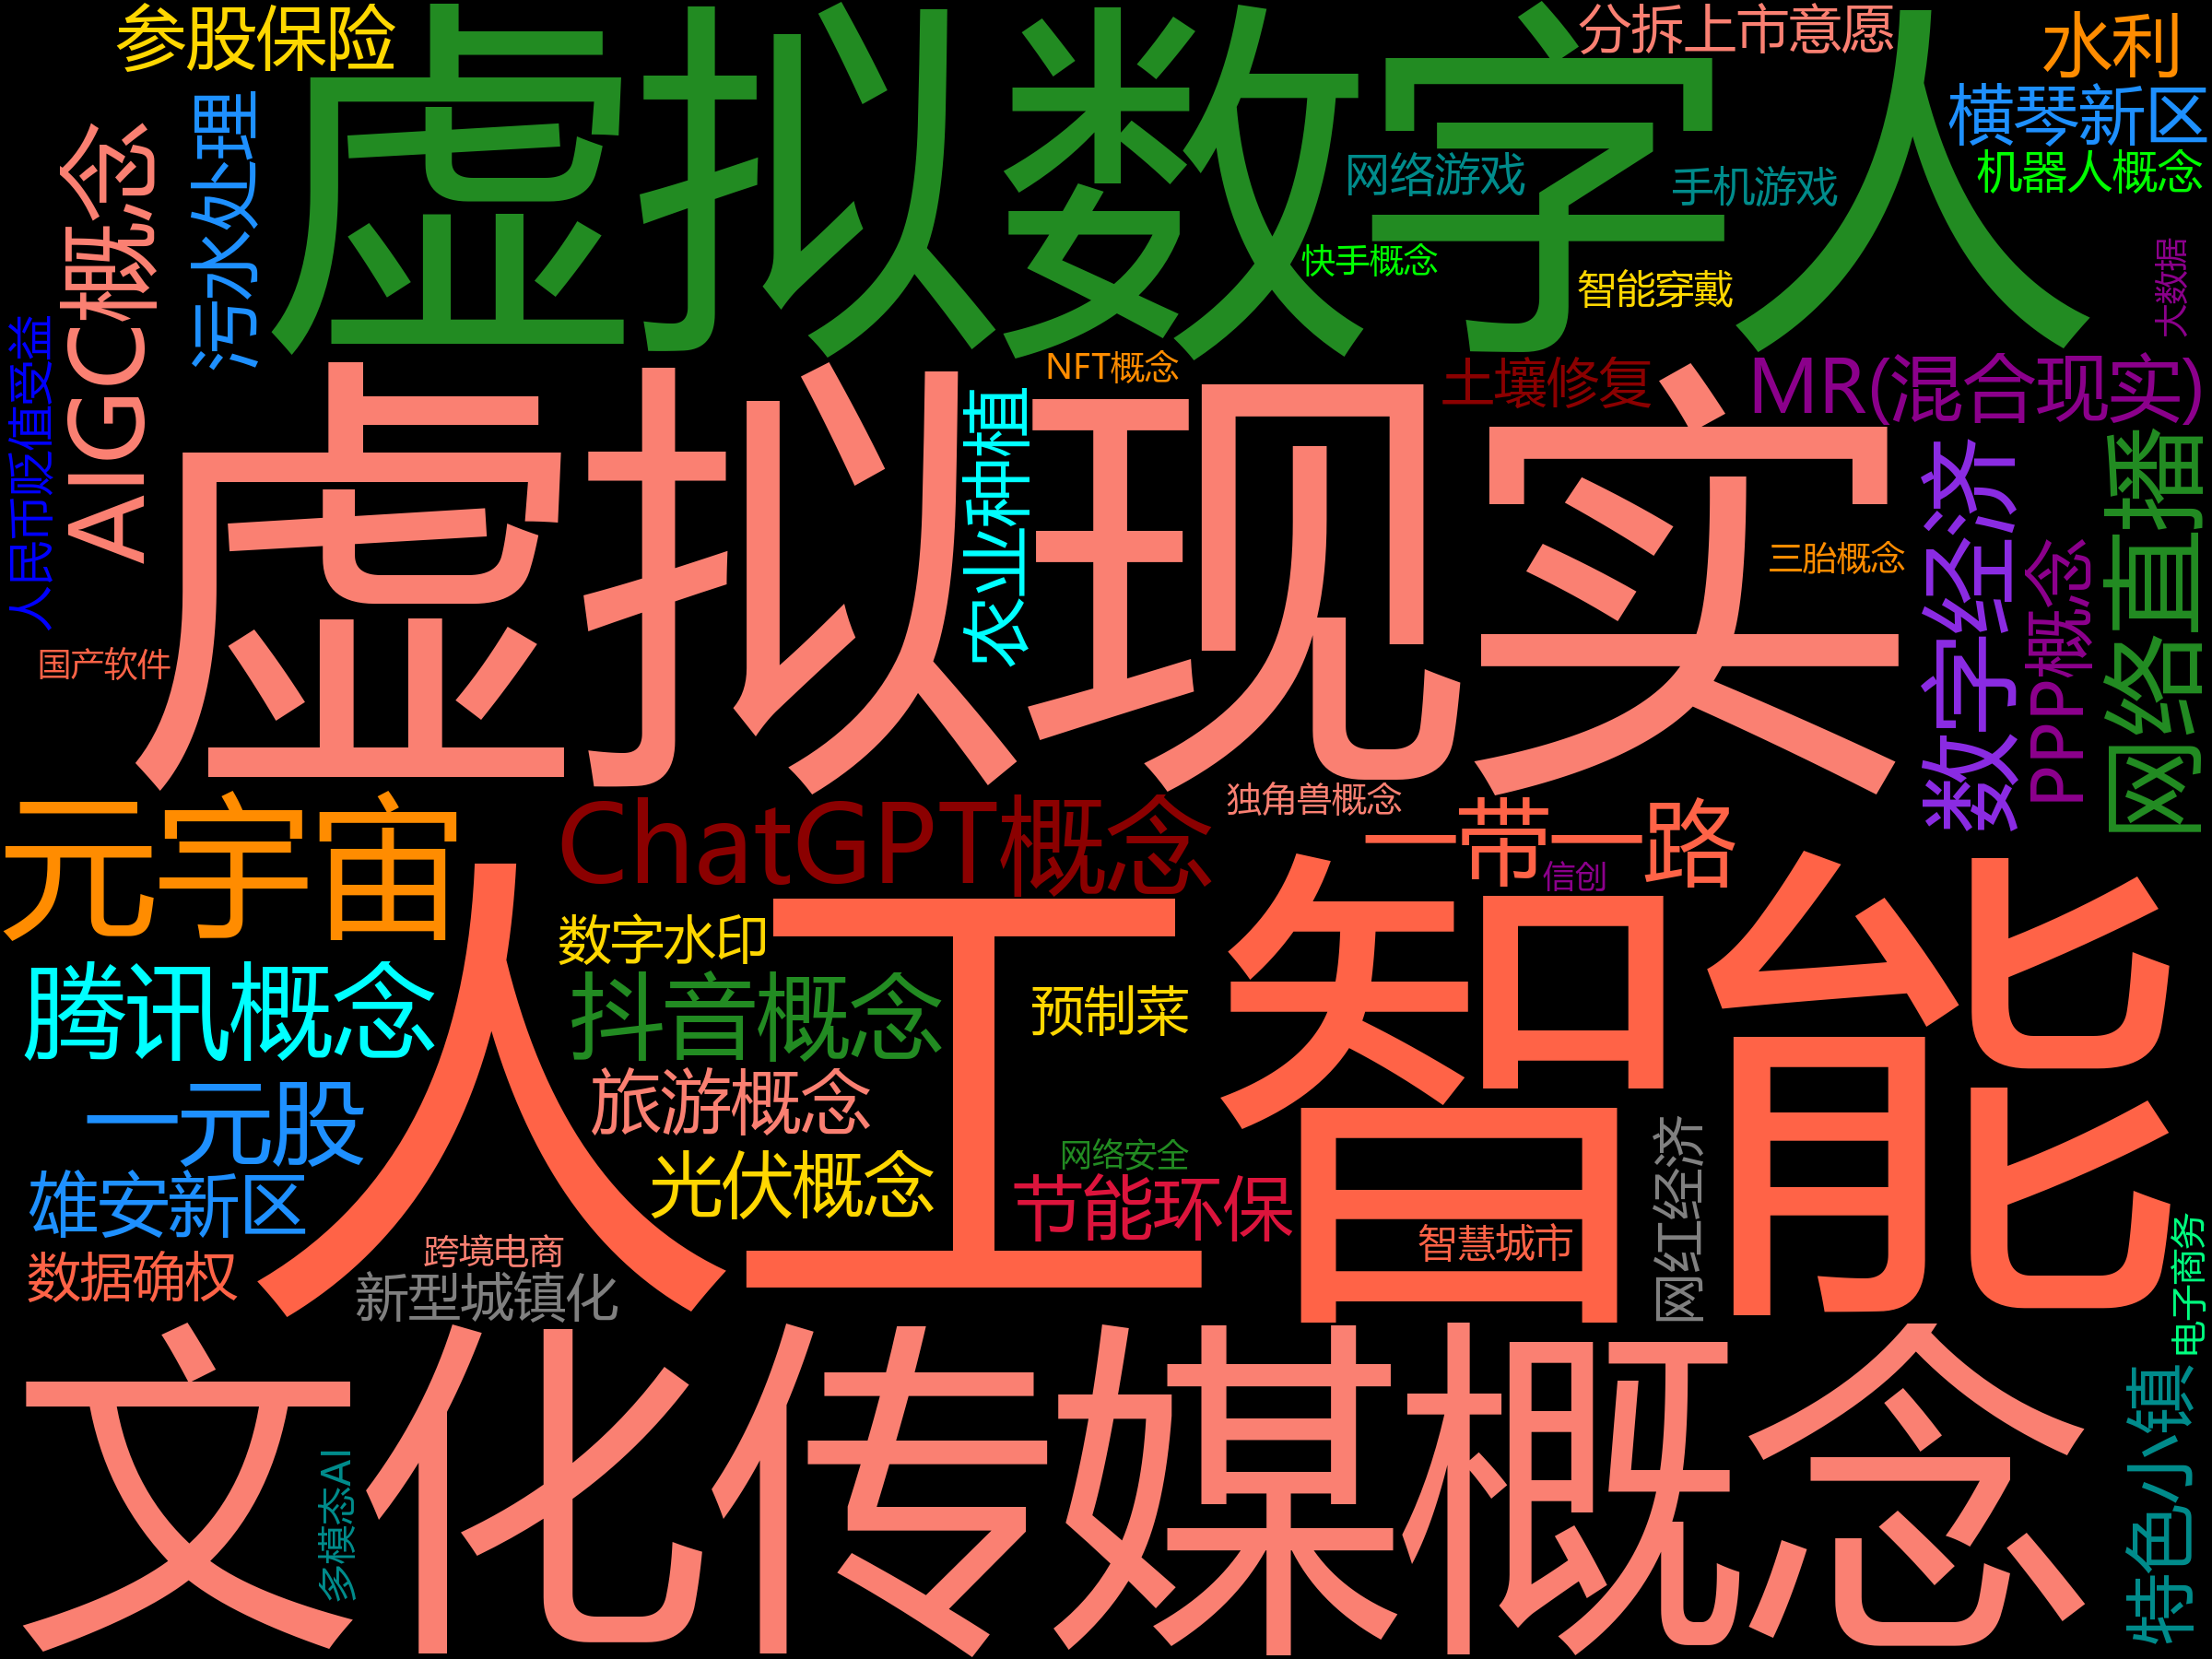 参股保险
虚拟数字人
分拆上市意愿
水利
横琴新区
机器人概念
网络游戏
手机游戏
快手概念
智能穿戴
大数据
污水处理
AIGC概念
人民币贬值受益
国产软件
虚拟现实
NFT概念
农业种植
土壤修复
MR(混合现实)
三胎概念
数字经济
PPP概念
网络直播
元宇宙
ChatGPT概念
独角兽概念
一带一路
信创
人工智能
数字水印
腾讯概念
抖音概念
预制菜
一元股
旅游概念
网络安全
雄安新区
光伏概念
节能环保
网红经济
智慧城市
数据确权
跨境电商
新型城镇化
电子商务
文化传媒概念
多模态AI
特色小镇